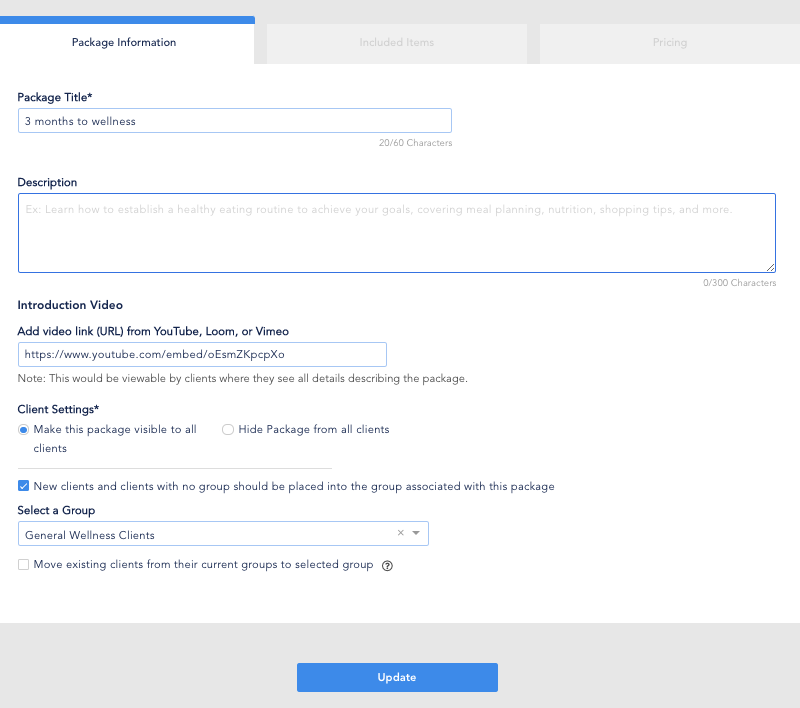 Package Information
Included Items
Pricing
Package Title*
3 months to wellness
20/60 Characters
Description
Ex: Learn how to establish a healthy eating routine to achieve your goals, covering meal planning, nutrition, shopping tips, and more.
0/300 Characters
Introduction Video
Add video link (URL) from YouTube, Loom, or Vimeo
https://www.youtube.com/embed/oEsmZKpcpXo
Note: This would be viewable by clients where they see all details describing the package.
Client Settings*
Make this package visible to all
clients
Hide Package from all clients
New clients and clients with no group should be placed into the group associated with this package
Select a Group
General Wellness Clients
Move existing clients from their current groups to selected group
Update